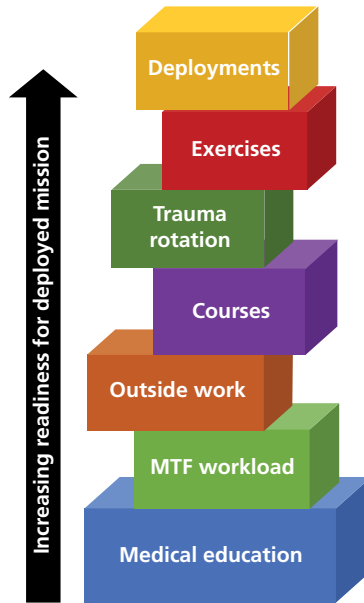 Increasing readiness for deployed mission
Deployments
Exercises
Trauma
rotation
Courses
Outside work
MTF workload
Medical education